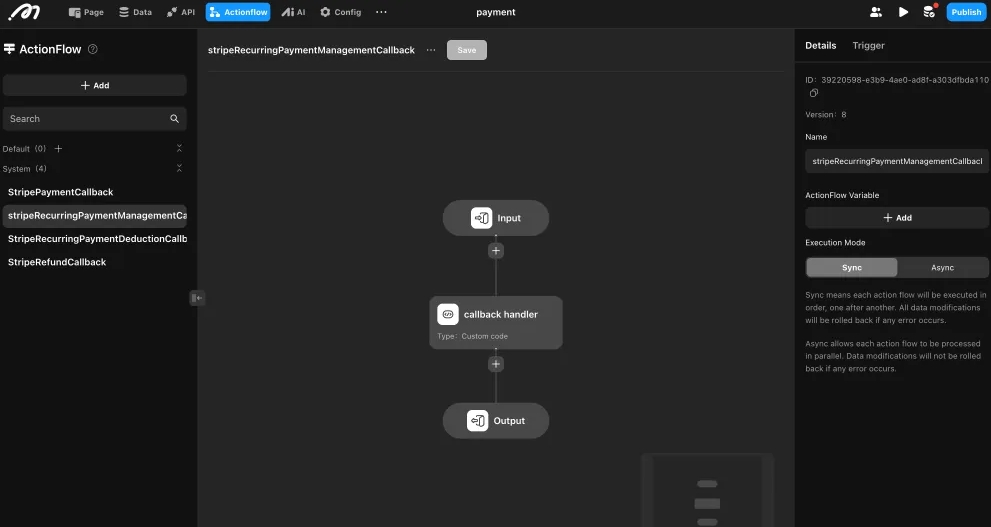 Page Data API Actionflow AI Config ··· payment Publish
ActionFlow ?
+ Add
Search
Default (0) +
System (4)
StripePaymentCallback
stripeRecurringPaymentManagementCa
StripeRecurringPaymentDeductionCallb
StripeRefundCallback
stripeRecurringPaymentManagementCallback ··· Save
Input
+
callback handler
Type: Custom code
+
Output
Details Trigger
ID: 39220598-e3b9-4ae0-ad8f-a303dfbda110
Version: 8
Name
stripeRecurringPaymentManagementCallbacl
ActionFlow Variable
+ Add
Execution Mode
Sync Async
Sync means each action flow will be executed in
order, one after another. All data modifications
will be rolled back if any error occurs.
Async allows each action flow to be processed
in parallel. Data modifications will not be rolled
back if any error occurs.